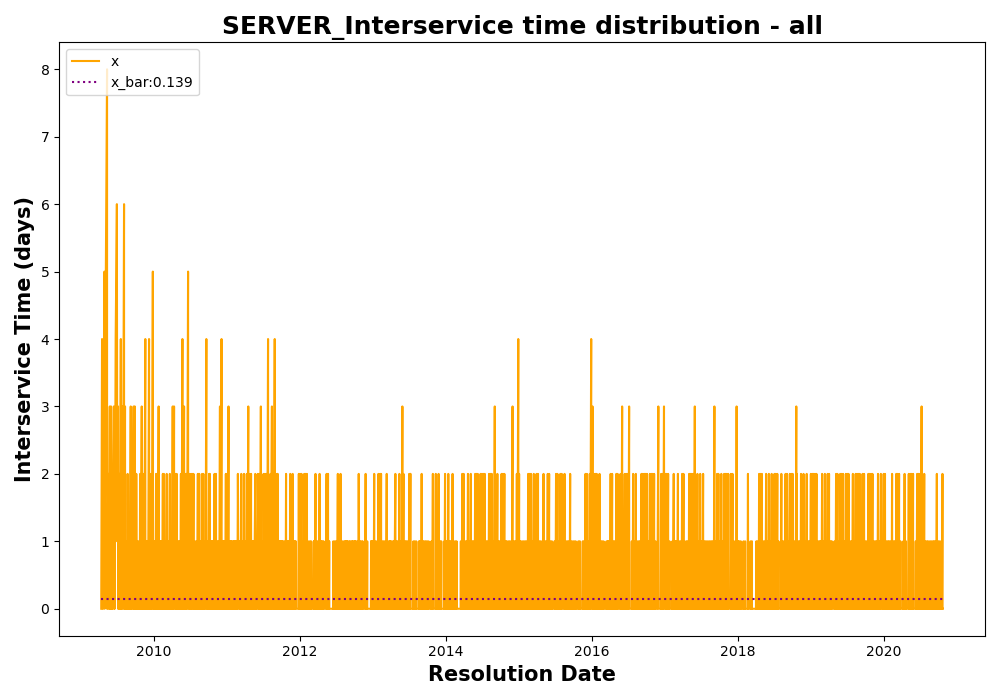 SERVER_Interservice time distribution - all
x
x_bar:0.139
8
7
6
5
4
3
2
1
0
Interservice Time (days)
2010 2012 2014 2016 2018 2020
Resolution Date